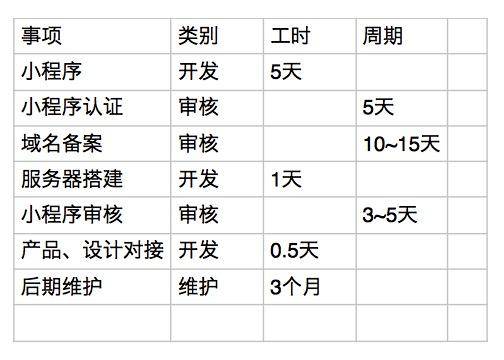 事项 类别 工时 周期
小程序 开发 5天
小程序认证 审核 5天
域名备案 审核 10~15天
服务器搭建 开发 1天
小程序审核 审核 3~5天
产品、设计对接 开发 0.5天
后期维护 维护 3个月